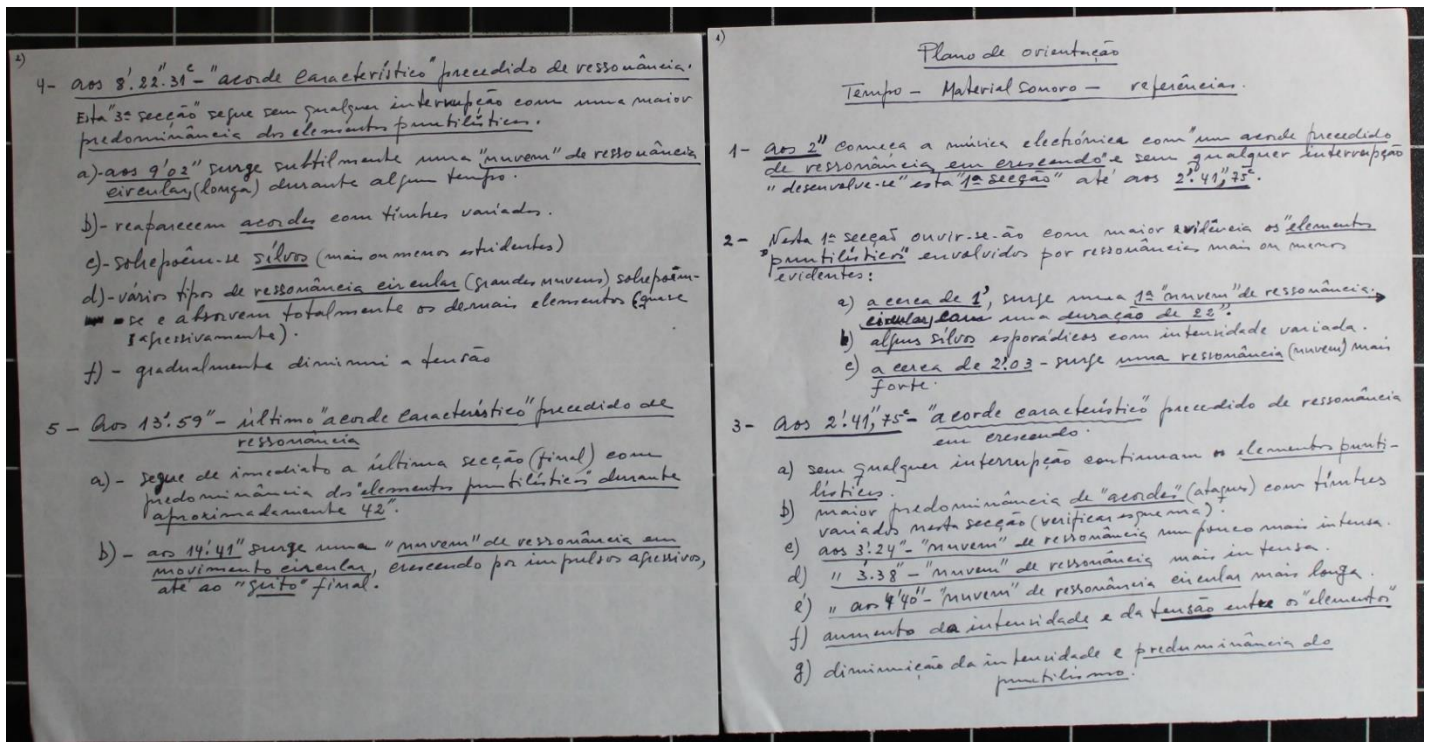 1)
Plano de orientação
Tempo – Material sonoro – referências.
1- aos 2" começa a música electrónica com "um acorde precedido
de ressonância, em crescendo" e sem qualquer interrupção
"desenvolve-se" esta "1ª secção" até aos 2'.41",75ᶜ.
2- Nesta 1ª secção ouvir-se-ão com maior evidência os "elementos
puntilísticos" envolvidos por ressonâncias mais ou menos
evidentes:
a) a cerca de 1', surge uma 1ª "nuvem" de ressonância
circular, com uma duração de 22".
b) alguns silvos esporádicos com intensidade variada.
c) a cerca de 2'.03 - surge uma ressonância (nuvem) mais
forte.
3- Aos 2'.41",75ᶜ - "acorde característico" precedido de ressonância
em crescendo.
a) sem qualquer interrupção continuam os elementos punti-
lísticos.
b) maior predominância de "acordes" (ataques) com timbres
variados nesta secção (verificar esquema).
c) aos 3'.24" - "nuvem" de ressonância um pouco mais intensa.
d) " 3'.38" - "nuvem" de ressonância mais intensa.
e) " aos 4'40" - "nuvem" de ressonância circular mais longa.
f) aumento da intensidade e da tensão entre os "elementos"
g) diminuição da intensidade e preduminância do
puntilismo.
2)
4- aos 8'.22".31ᶜ - "acorde característico" precedido de ressonância.
Esta "3ª secção" segue sem qualquer interrupção com uma maior
predominância dos elementos puntilísticos.
a)- aos 9'02" surge subtilmente uma "nuvem" de ressonância
circular, (longa) durante algum tempo.
b)- reaparecem acordes com timbres variados.
c)- sobrepõem-se silvos (mais ou menos estridentes)
d)- vários tipos de ressonância circular (grandes nuvens) sobrepõem-
-se e absorvem totalmente os demais elementos (quase
agressivamente).
f) - gradualmente diminui a tensão
5 - Aos 13'.59" - último "acorde característico" precedido de
ressonância
a) - segue de imediato a última secção (final) com
predominância dos "elementos puntilísticos" durante
aproximadamente 42".
b) - aos 14'.41" surge uma "nuvem" de ressonância em
movimento circular, crescendo por impulsos agressivos,
até ao "grito" final.